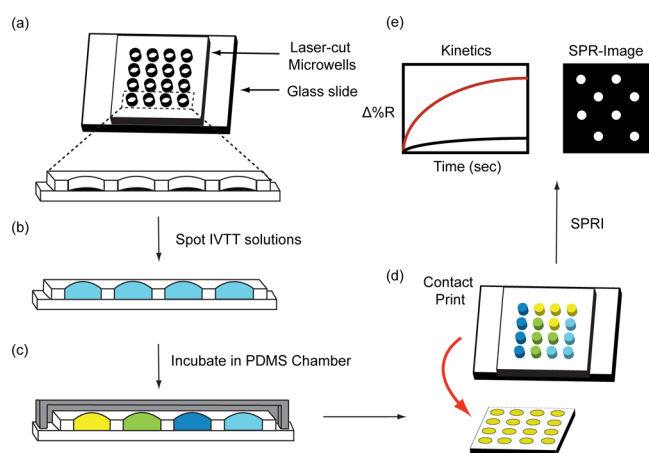 (a)
Laser-cut
Microwells
Glass slide
(b)
Spot IVTT solutions
(c)
Incubate in PDMS Chamber
(d)
Contact
Print
SPRI
(e)
Kinetics
SPR-Image
Δ%R
Time (sec)